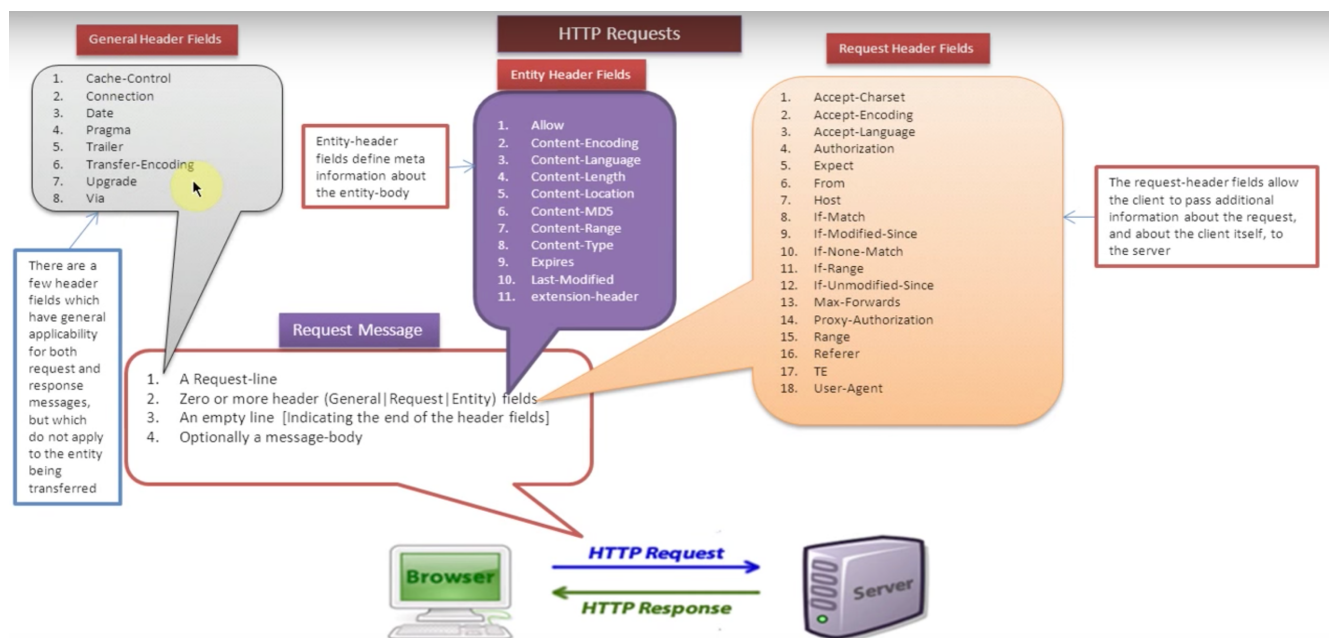 HTTP Requests
General Header Fields
1. Cache-Control
2. Connection
3. Date
4. Pragma
5. Trailer
6. Transfer-Encoding
7. Upgrade
8. Via
There are a
few header
fields which
have general
applicability
for both
request and
response
messages,
but which
do not apply
to the entity
being
transferred
Entity-header
fields define meta
information about
the entity-body
Entity Header Fields
1. Allow
2. Content-Encoding
3. Content-Language
4. Content-Length
5. Content-Location
6. Content-MD5
7. Content-Range
8. Content-Type
9. Expires
10. Last-Modified
11. extension-header
Request Header Fields
1. Accept-Charset
2. Accept-Encoding
3. Accept-Language
4. Authorization
5. Expect
6. From
7. Host
8. If-Match
9. If-Modified-Since
10. If-None-Match
11. If-Range
12. If-Unmodified-Since
13. Max-Forwards
14. Proxy-Authorization
15. Range
16. Referer
17. TE
18. User-Agent
The request-header fields allow
the client to pass additional
information about the request,
and about the client itself, to
the server
Request Message
1. A Request-line
2. Zero or more header (General|Request|Entity) fields
3. An empty line [Indicating the end of the header fields]
4. Optionally a message-body
Browser
HTTP Request
HTTP Response
Server